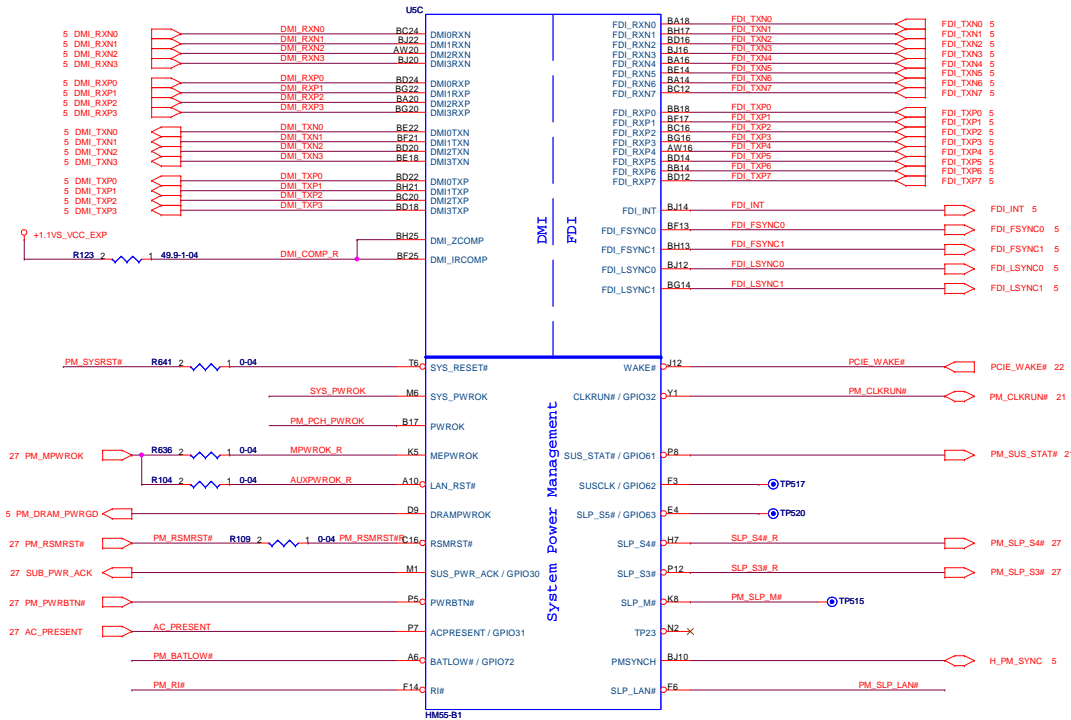 U5C
5 DMI_RXN0 DMI_RXN0 BC24 DMI0RXN FDI_RXN0 BA18 FDI_TXN0 FDI_TXN0 5
5 DMI_RXN1 DMI_RXN1 BJ22 DMI1RXN FDI_RXN1 BH17 FDI_TXN1 FDI_TXN1 5
5 DMI_RXN2 DMI_RXN2 AW20 DMI2RXN FDI_RXN2 BD16 FDI_TXN2 FDI_TXN2 5
5 DMI_RXN3 DMI_RXN3 BJ20 DMI3RXN FDI_RXN3 BJ16 FDI_TXN3 FDI_TXN3 5
FDI_RXN4 BA16 FDI_TXN4 FDI_TXN4 5
FDI_RXN5 BE14 FDI_TXN5 FDI_TXN5 5
5 DMI_RXP0 DMI_RXP0 BD24 DMI0RXP FDI_RXN6 BA14 FDI_TXN6 FDI_TXN6 5
5 DMI_RXP1 DMI_RXP1 BG22 DMI1RXP FDI_RXN7 BC12 FDI_TXN7 FDI_TXN7 5
5 DMI_RXP2 DMI_RXP2 BA20 DMI2RXP
5 DMI_RXP3 DMI_RXP3 BG20 DMI3RXP FDI_RXP0 BB18 FDI_TXP0 FDI_TXP0 5
FDI_RXP1 BF17 FDI_TXP1 FDI_TXP1 5
5 DMI_TXN0 DMI_TXN0 BE22 DMI0TXN FDI_RXP2 BC16 FDI_TXP2 FDI_TXP2 5
5 DMI_TXN1 DMI_TXN1 BF21 DMI1TXN FDI_RXP3 BG16 FDI_TXP3 FDI_TXP3 5
5 DMI_TXN2 DMI_TXN2 BD20 DMI2TXN FDI_RXP4 AW16 FDI_TXP4 FDI_TXP4 5
5 DMI_TXN3 DMI_TXN3 BE18 DMI3TXN FDI_RXP5 BD14 FDI_TXP5 FDI_TXP5 5
FDI_RXP6 BB14 FDI_TXP6 FDI_TXP6 5
5 DMI_TXP0 DMI_TXP0 BD22 DMI0TXP FDI_RXP7 BD12 FDI_TXP7 FDI_TXP7 5
5 DMI_TXP1 DMI_TXP1 BH21 DMI1TXP
5 DMI_TXP2 DMI_TXP2 BC20 DMI2TXP
5 DMI_TXP3 DMI_TXP3 BD18 DMI3TXP FDI_INT BJ14 FDI_INT FDI_INT 5
DMI
FDI
FDI_FSYNC0 BF13 FDI_FSYNC0 FDI_FSYNC0 5
+1.1VS_VCC_EXP BH25 DMI_ZCOMP FDI_FSYNC1 BH13 FDI_FSYNC1 FDI_FSYNC1 5
R123 2 1 49.9-1-04 DMI_COMP_R BF25 DMI_IRCOMP FDI_LSYNC0 BJ12 FDI_LSYNC0 FDI_LSYNC0 5
FDI_LSYNC1 BG14 FDI_LSYNC1 FDI_LSYNC1 5
PM_SYSRST# R641 2 1 0-04 T6 SYS_RESET# WAKE# J12 PCIE_WAKE# PCIE_WAKE# 22
SYS_PWROK M6 SYS_PWROK CLKRUN# / GPIO32 Y1 PM_CLKRUN# PM_CLKRUN# 21
PM_PCH_PWROK B17 PWROK
System Power Management
27 PM_MPWROK R636 2 1 0-04 MPWROK_R K5 MEPWROK SUS_STAT# / GPIO61 P8 PM_SUS_STAT# 21
R104 2 1 0-04 AUXPWROK_R A10 LAN_RST# SUSCLK / GPIO62 F3 TP517
5 PM_DRAM_PWRGD D9 DRAMPWROK SLP_S5# / GPIO63 E4 TP520
27 PM_RSMRST# PM_RSMRST# R109 2 1 0-04 PM_RSMRST#R C16 RSMRST# SLP_S4# H7 SLP_S4#_R PM_SLP_S4# 27
27 SUB_PWR_ACK M1 SUS_PWR_ACK / GPIO30 SLP_S3# P12 SLP_S3#_R PM_SLP_S3# 27
27 PM_PWRBTN# P5 PWRBTN# SLP_M# K8 PM_SLP_M# TP515
27 AC_PRESENT AC_PRESENT P7 ACPRESENT / GPIO31 TP23 N2
PM_BATLOW# A6 BATLOW# / GPIO72 PMSYNCH BJ10 H_PM_SYNC 5
PM_RI# F14 RI# SLP_LAN# F6 PM_SLP_LAN#
HM55-B1